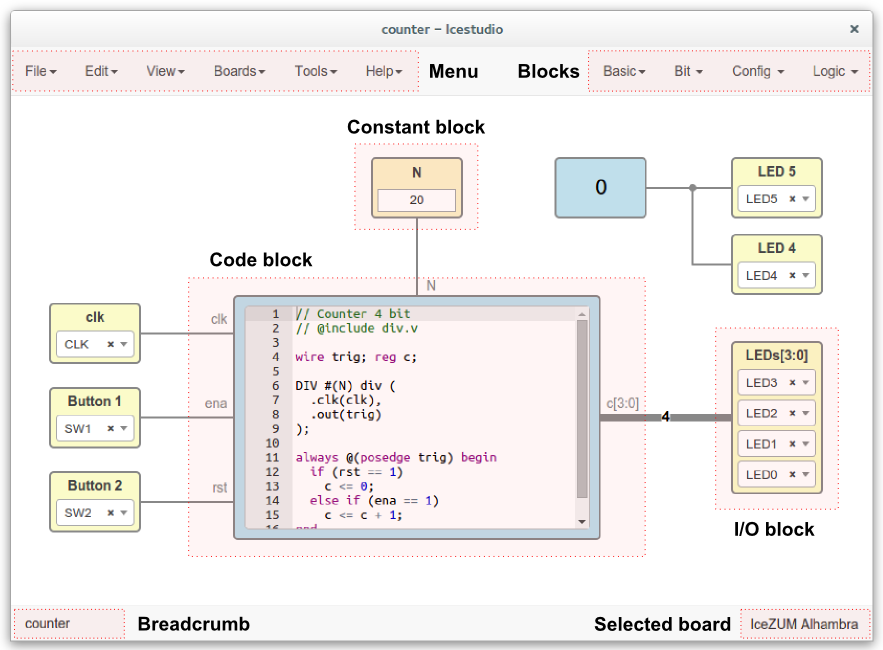 counter – Icestudio ×
File Edit View Boards Tools Help Menu Blocks Basic Bit Config Logic
Constant block
N
20
0
LED 5
LED5 ×
LED 4
LED4 ×
Code block
N
clk
CLK ×
clk
Button 1
SW1 ×
ena
Button 2
SW2 ×
rst
1 // Counter 4 bit
2 // @include div.v
3
4 wire trig; reg c;
5
6 DIV #(N) div (
7 .clk(clk),
8 .out(trig)
9 );
10
11 always @(posedge trig) begin
12 if (rst == 1)
13 c <= 0;
14 else if (ena == 1)
15 c <= c + 1;
16 end
c[3:0]
4
LEDs[3:0]
LED3 ×
LED2 ×
LED1 ×
LED0 ×
I/O block
counter Breadcrumb Selected board IceZUM Alhambra